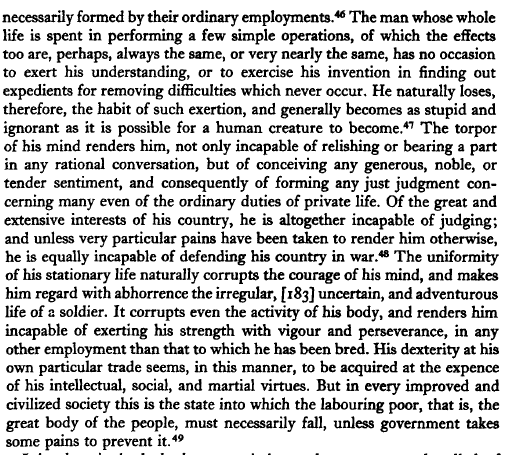 necessarily formed by their ordinary employments.⁴⁶ The man whose whole
life is spent in performing a few simple operations, of which the effects
too are, perhaps, always the same, or very nearly the same, has no occasion
to exert his understanding, or to exercise his invention in finding out
expedients for removing difficulties which never occur. He naturally loses,
therefore, the habit of such exertion, and generally becomes as stupid and
ignorant as it is possible for a human creature to become.⁴⁷ The torpor
of his mind renders him, not only incapable of relishing or bearing a part
in any rational conversation, but of conceiving any generous, noble, or
tender sentiment, and consequently of forming any just judgment con-
cerning many even of the ordinary duties of private life. Of the great and
extensive interests of his country, he is altogether incapable of judging;
and unless very particular pains have been taken to render him otherwise,
he is equally incapable of defending his country in war.⁴⁸ The uniformity
of his stationary life naturally corrupts the courage of his mind, and makes
him regard with abhorrence the irregular, [183] uncertain, and adventurous
life of a soldier. It corrupts even the activity of his body, and renders him
incapable of exerting his strength with vigour and perseverance, in any
other employment than that to which he has been bred. His dexterity at his
own particular trade seems, in this manner, to be acquired at the expence
of his intellectual, social, and martial virtues. But in every improved and
civilized society this is the state into which the labouring poor, that is, the
great body of the people, must necessarily fall, unless government takes
some pains to prevent it.⁴⁹